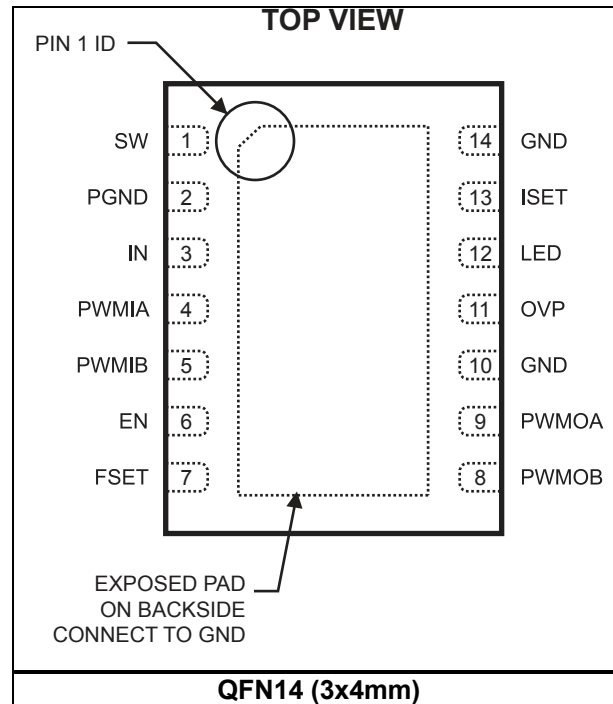 TOP VIEW
PIN 1 ID
SW 1
PGND 2
IN 3
PWMIA 4
PWMIB 5
EN 6
FSET 7
14 GND
13 ISET
12 LED
11 OVP
10 GND
9 PWMOA
8 PWMOB
EXPOSED PAD
ON BACKSIDE
CONNECT TO GND
QFN14 (3x4mm)